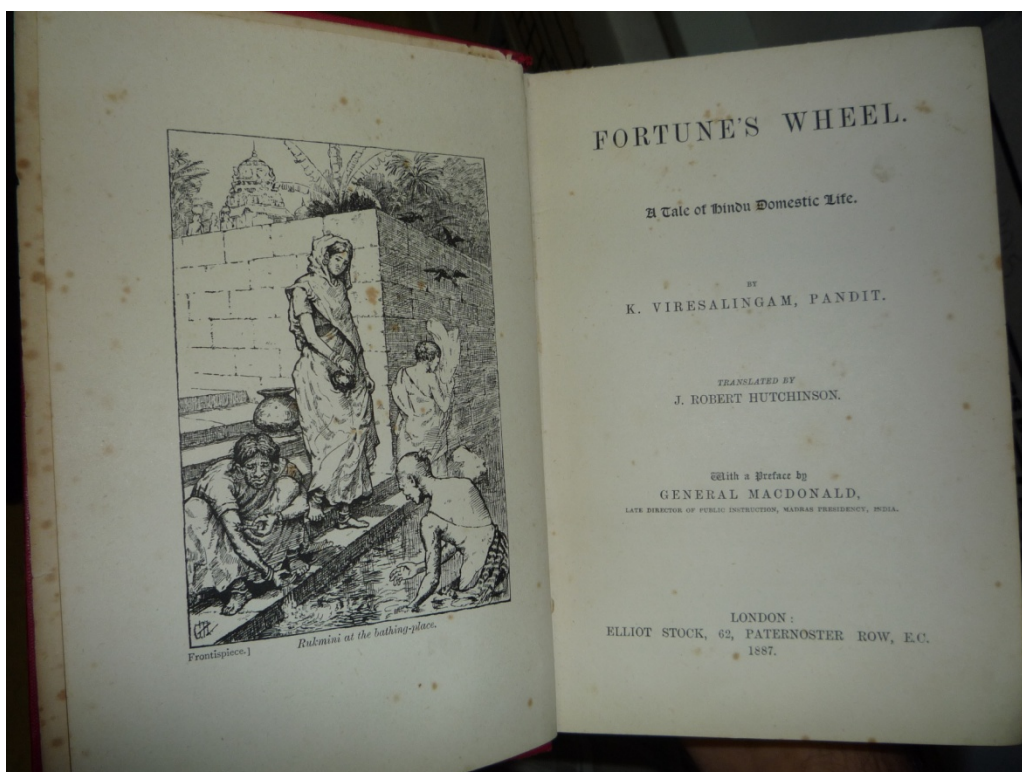 Rukmini at the bathing-place.
Frontispiece.]
FORTUNE'S WHEEL.
A Tale of Hindu Domestic Life.
BY
K. VIRESALINGAM, PANDIT.
TRANSLATED BY
J. ROBERT HUTCHINSON.
With a Preface by
GENERAL MACDONALD,
LATE DIRECTOR OF PUBLIC INSTRUCTION, MADRAS PRESIDENCY, INDIA.
LONDON:
ELLIOT STOCK, 62, PATERNOSTER ROW, E.C.
1887.